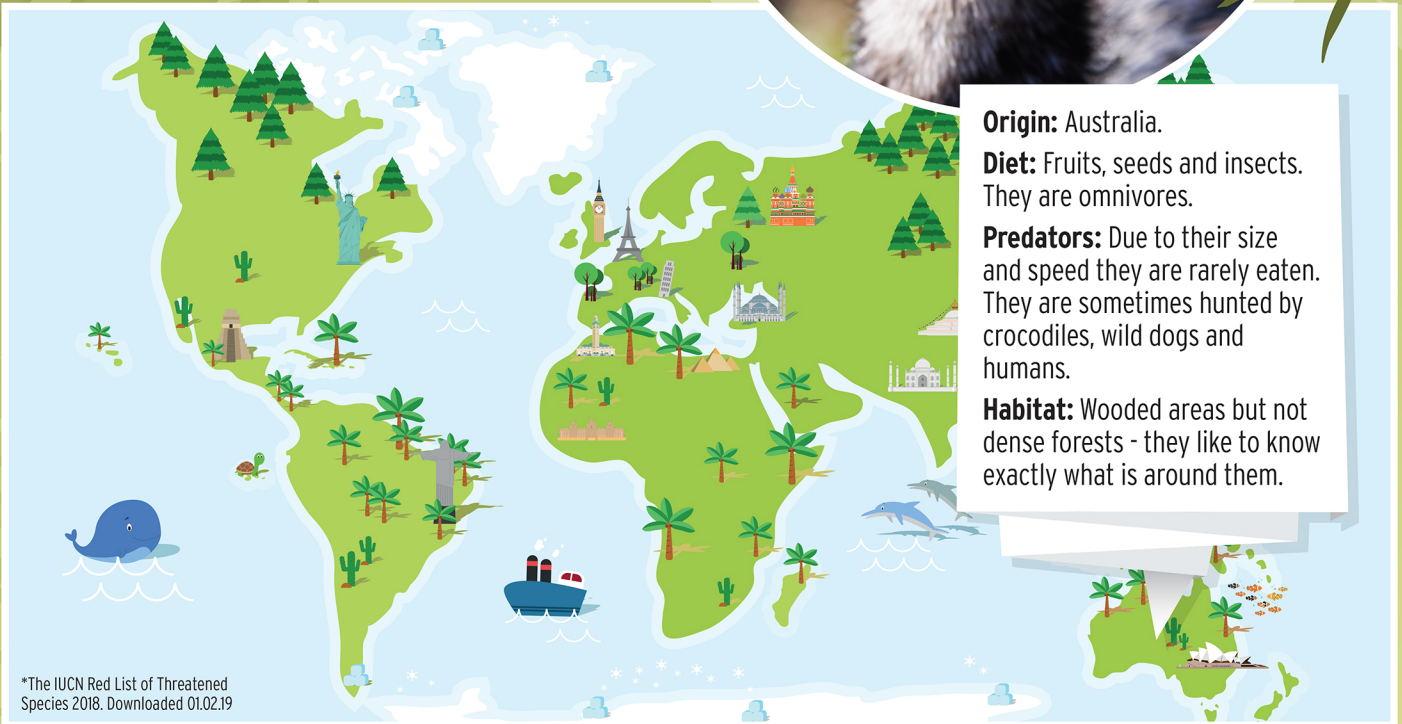 Origin: Australia.
Diet: Fruits, seeds and insects.
They are omnivores.
Predators: Due to their size
and speed they are rarely eaten.
They are sometimes hunted by
crocodiles, wild dogs and
humans.
Habitat: Wooded areas but not
dense forests - they like to know
exactly what is around them.
*The IUCN Red List of Threatened
Species 2018. Downloaded 01.02.19